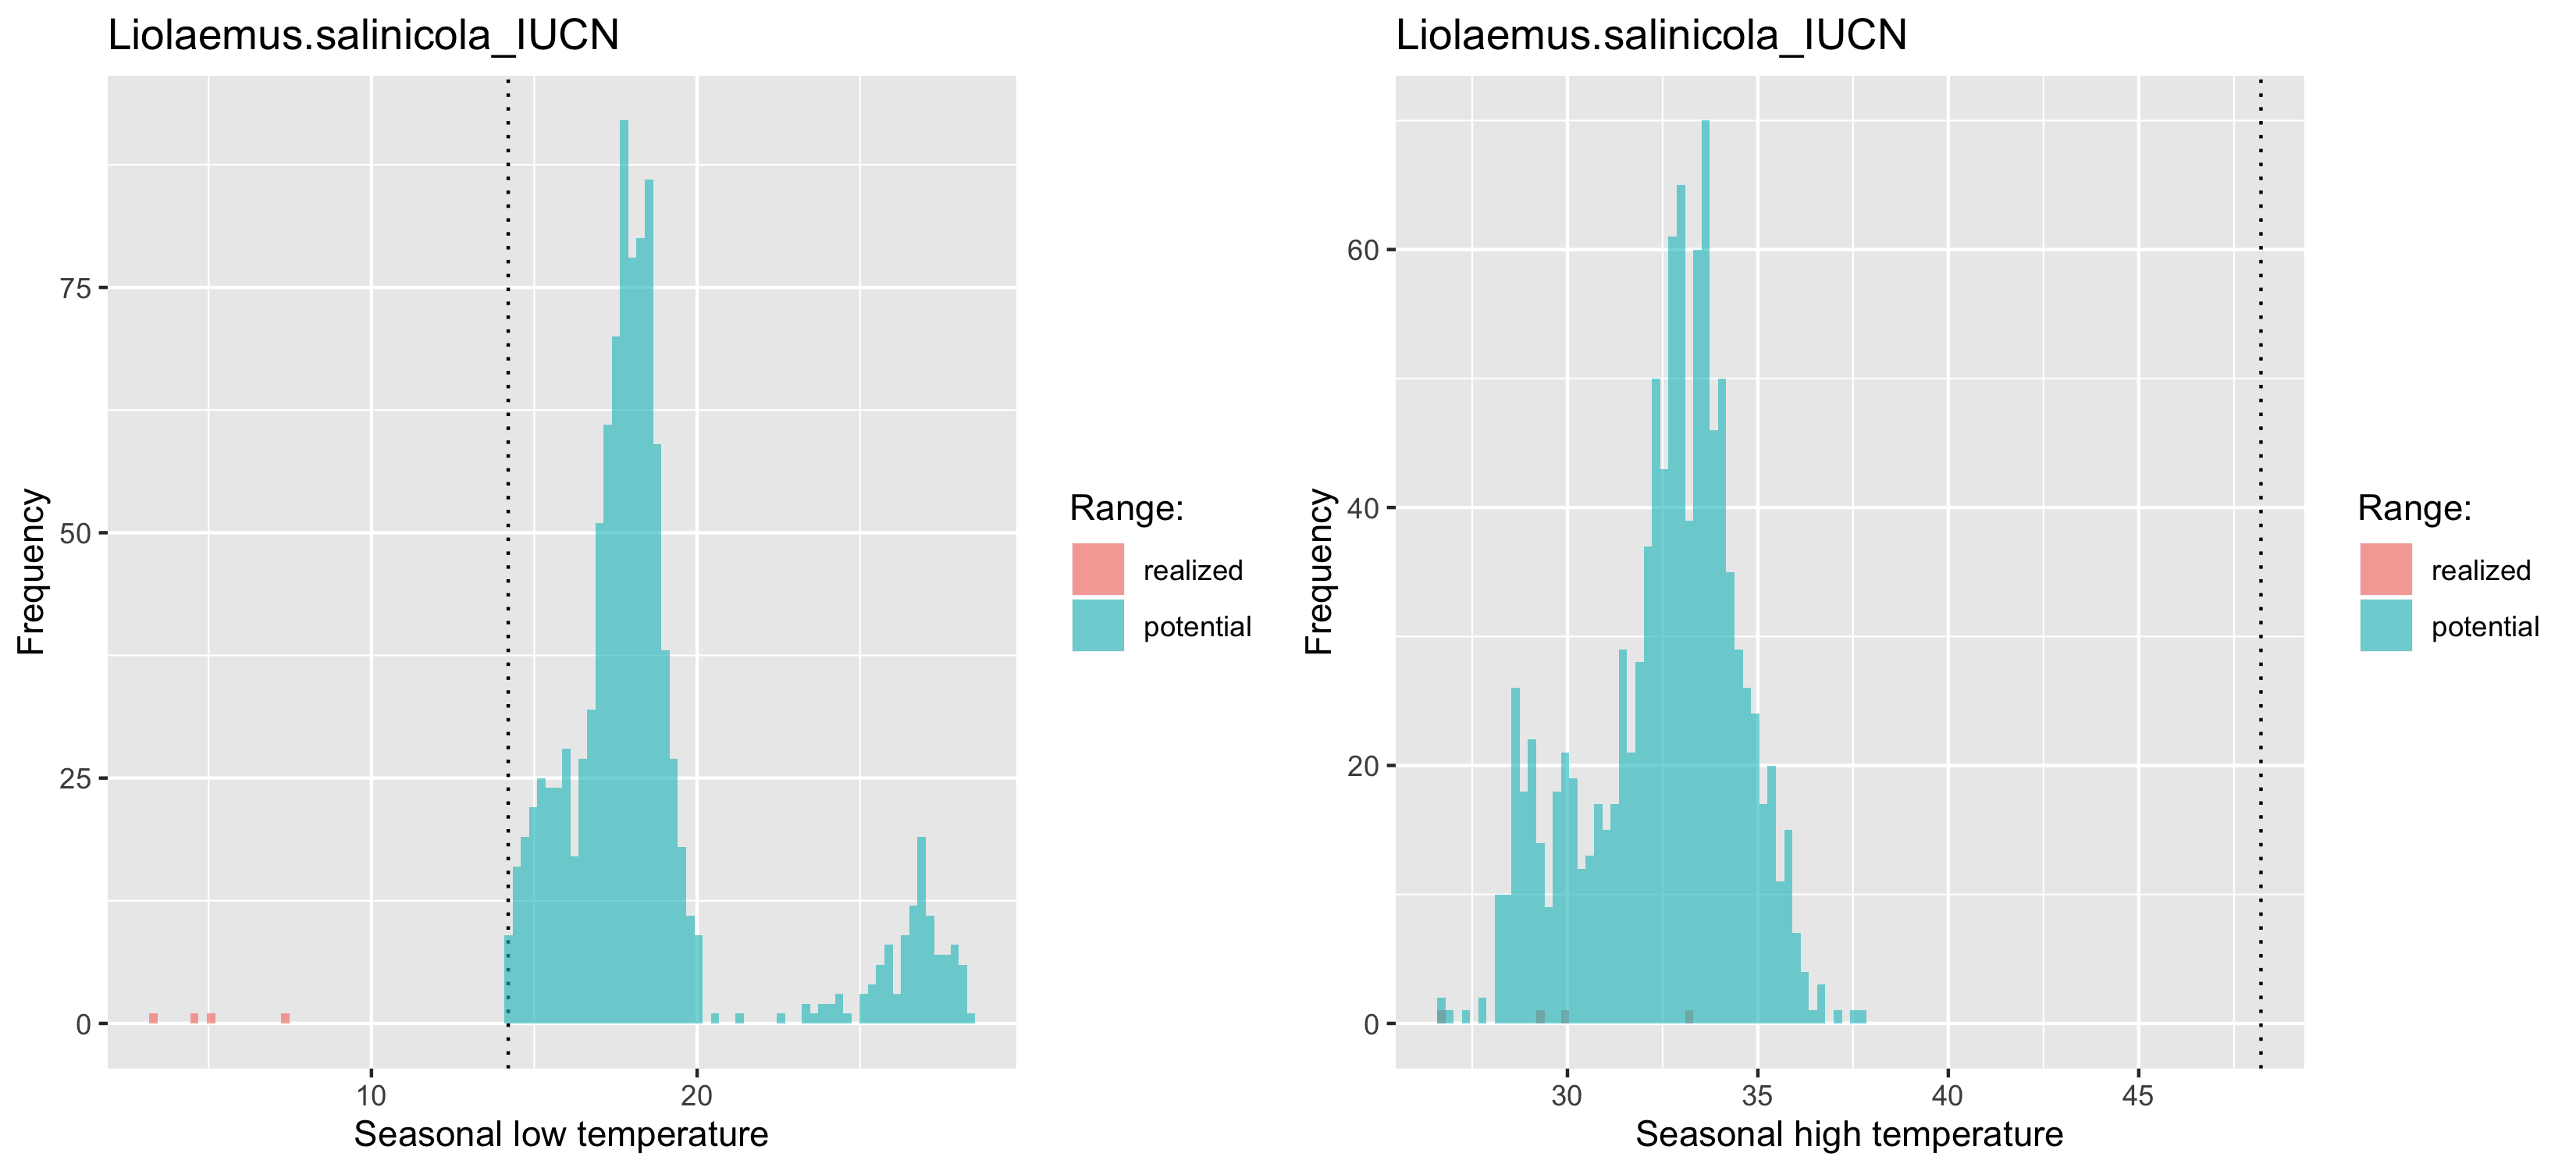 Liolaemus.salinicola_IUCN
75
50
25
0
Frequency
10
20
Seasonal low temperature
Range:
realized
potential
Liolaemus.salinicola_IUCN
60
40
20
0
Frequency
30
35
40
45
Seasonal high temperature
Range:
realized
potential